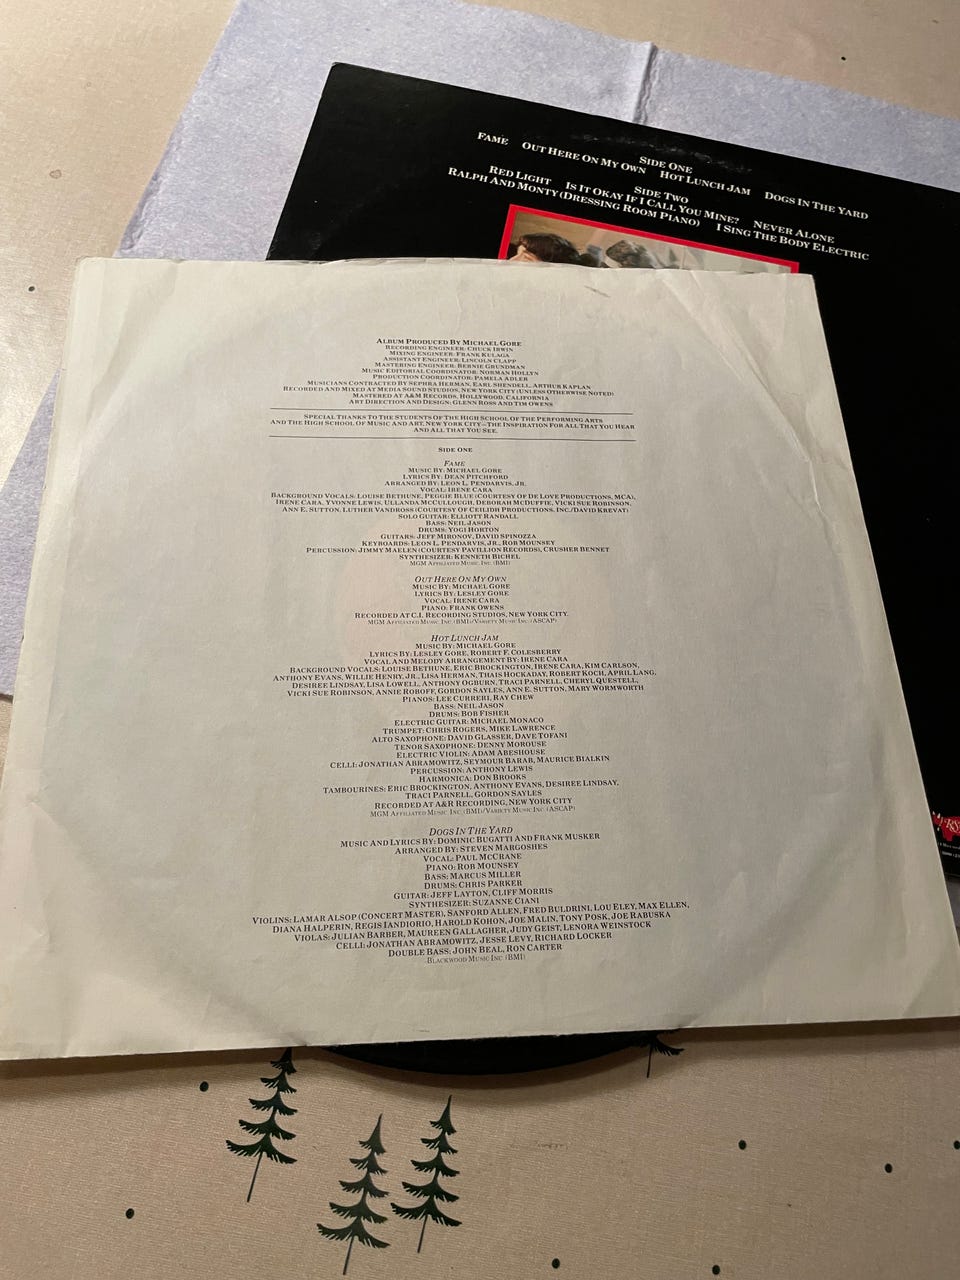 SIDE ONE
FAME OUT HERE ON MY OWN HOT LUNCH JAM DOGS IN THE YARD
SIDE TWO
RED LIGHT IS IT OKAY IF I CALL YOU MINE? NEVER ALONE
RALPH AND MONTY (DRESSING ROOM PIANO) I SING THE BODY ELECTRIC
ALBUM PRODUCED BY MICHAEL GORE
RECORDING ENGINEER: CHUCK IRWIN
MIXING ENGINEER: FRANK KULAGA
ASSISTANT ENGINEER: LINCOLN CLAPP
MASTERING ENGINEER: BERNIE GRUNDMAN
MUSIC EDITORIAL COORDINATOR: NORMAN HOLLYN
PRODUCTION COORDINATOR: PAMELA ADLER
MUSICIANS CONTRACTED BY SEPHRA HERMAN, EARL SHENDELL, ARTHUR KAPLAN
RECORDED AND MIXED AT MEDIA SOUND STUDIOS, NEW YORK CITY (UNLESS OTHERWISE NOTED)
MASTERED AT A&M RECORDS, HOLLYWOOD, CALIFORNIA
ART DIRECTION AND DESIGN: GLENN ROSS AND TIM OWENS
SPECIAL THANKS TO THE STUDENTS OF THE HIGH SCHOOL OF THE PERFORMING ARTS
AND THE HIGH SCHOOL OF MUSIC AND ART, NEW YORK CITY—THE INSPIRATION FOR ALL THAT YOU HEAR
AND ALL THAT YOU SEE.
SIDE ONE
FAME
MUSIC BY: MICHAEL GORE
LYRICS BY: DEAN PITCHFORD
ARRANGED BY: LEON L. PENDARVIS, JR.
VOCAL: IRENE CARA
BACKGROUND VOCALS: LOUISE BETHUNE, PEGGIE BLUE (COURTESY OF DE LOVE PRODUCTIONS, MCA),
IRENE CARA, YVONNE LEWIS, ULLANDA MCCULLOUGH, DEBORAH MCDUFFIE, VICKI SUE ROBINSON,
ANN E. SUTTON, LUTHER VANDROSS (COURTESY OF CEILIDH PRODUCTIONS, INC./DAVID KREVAT)
SOLO GUITAR: ELLIOTT RANDALL
BASS: NEIL JASON
DRUMS: YOGI HORTON
GUITARS: JEFF MIRONOV, DAVID SPINOZZA
KEYBOARDS: LEON L. PENDARVIS, JR., ROB MOUNSEY
PERCUSSION: JIMMY MAELEN (COURTESY PAVILLION RECORDS), CRUSHER BENNET
SYNTHESIZER: KENNETH BICHEL
MGM AFFILIATED MUSIC INC. (BMI)
OUT HERE ON MY OWN
MUSIC BY: MICHAEL GORE
LYRICS BY: LESLEY GORE
VOCAL: IRENE CARA
PIANO: FRANK OWENS
RECORDED AT C.I. RECORDING STUDIOS, NEW YORK CITY.
MGM AFFILIATED MUSIC INC. (BMI)/VARIETY MUSIC INC. (ASCAP)
HOT LUNCH JAM
MUSIC BY: MICHAEL GORE
LYRICS BY: LESLEY GORE, ROBERT F. COLESBERRY
VOCAL AND MELODY ARRANGEMENT BY: IRENE CARA
BACKGROUND VOCALS: LOUISE BETHUNE, ERIC BROCKINGTON, IRENE CARA, KIM CARLSON,
ANTHONY EVANS, WILLIE HENRY, JR., LISA HERMAN, THAIS HOCKADAY, ROBERT KOCH, APRIL LANG,
DESIREE LINDSAY, LISA LOWELL, ANTHONY OGBURN, TRACI PARNELL, CHERYL QUESTELL,
VICKI SUE ROBINSON, ANNIE ROBOFF, GORDON SAYLES, ANN E. SUTTON, MARY WORMWORTH
PIANOS: LEE CURRERI, RAY CHEW
BASS: NEIL JASON
DRUMS: BOB FISHER
ELECTRIC GUITAR: MICHAEL MONACO
TRUMPET: CHRIS ROGERS, MIKE LAWRENCE
ALTO SAXOPHONE: DAVID GLASSER, DAVE TOFANI
TENOR SAXOPHONE: DENNY MOROUSE
ELECTRIC VIOLIN: ADAM ABESHOUSE
CELLI: JONATHAN ABRAMOWITZ, SEYMOUR BARAB, MAURICE BIALKIN
PERCUSSION: ANTHONY LEWIS
HARMONICA: DON BROOKS
TAMBOURINES: ERIC BROCKINGTON, ANTHONY EVANS, DESIREE LINDSAY,
TRACI PARNELL, GORDON SAYLES
RECORDED AT A&R RECORDING, NEW YORK CITY
MGM AFFILIATED MUSIC INC. (BMI)/VARIETY MUSIC INC. (ASCAP)
DOGS IN THE YARD
MUSIC AND LYRICS BY: DOMINIC BUGATTI AND FRANK MUSKER
ARRANGED BY: STEVEN MARGOSHES
VOCAL: PAUL MCCRANE
PIANO: ROB MOUNSEY
BASS: MARCUS MILLER
DRUMS: CHRIS PARKER
GUITAR: JEFF LAYTON, CLIFF MORRIS
SYNTHESIZER: SUZANNE CIANI
VIOLINS: LAMAR ALSOP (CONCERT MASTER), SANFORD ALLEN, FRED BULDRINI, LOU ELEY, MAX ELLEN,
DIANA HALPERIN, REGIS IANDIORIO, HAROLD KOHON, JOE MALIN, TONY POSK, JOE RABUSKA
VIOLAS: JULIAN BARBER, MAUREEN GALLAGHER, JUDY GEIST, LENORA WEINSTOCK
CELLI: JONATHAN ABRAMOWITZ, JESSE LEVY, RICHARD LOCKER
DOUBLE BASS: JOHN BEAL, RON CARTER
BLACKWOOD MUSIC INC. (BMI)